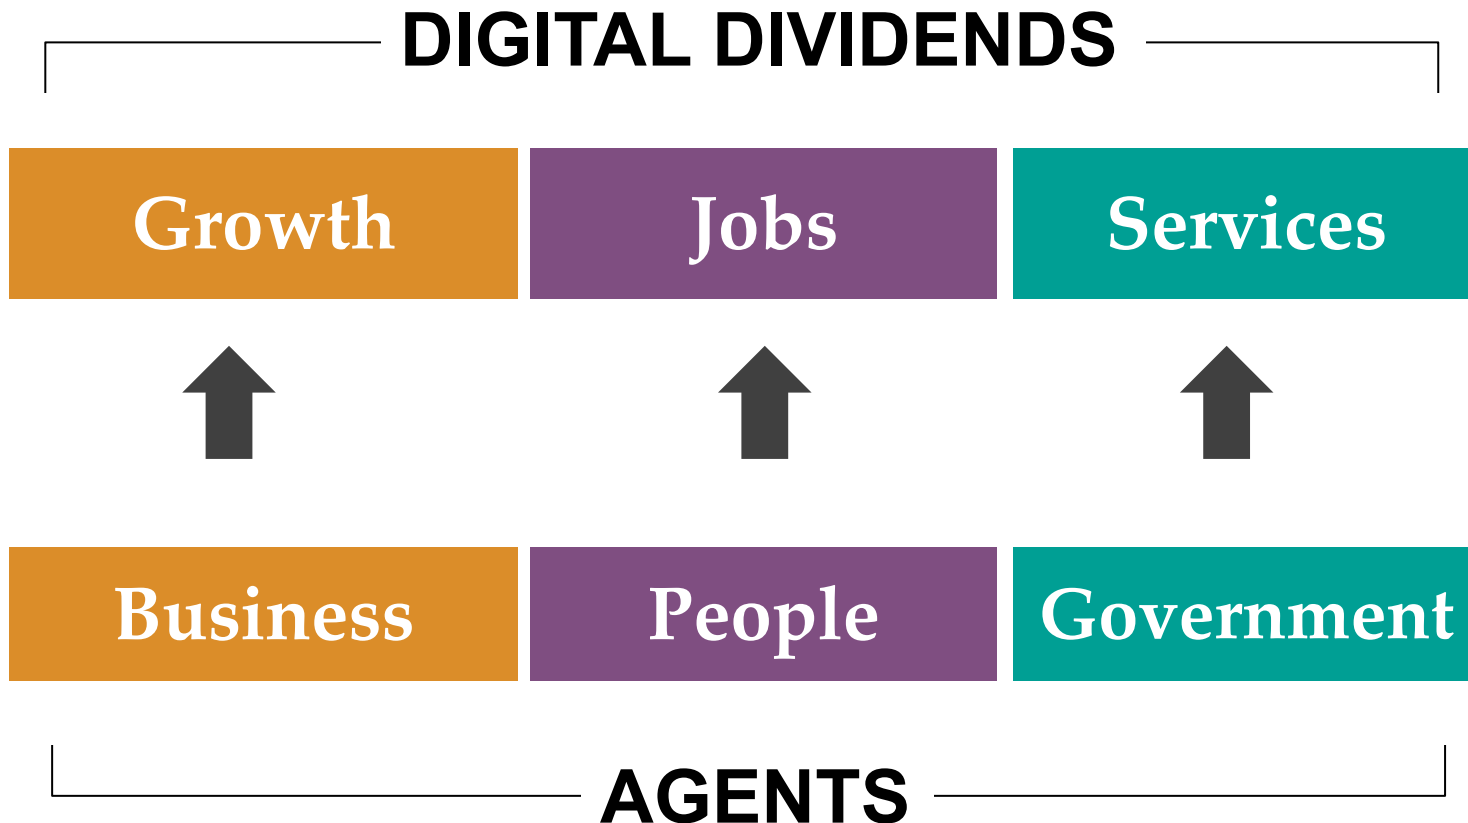 DIGITAL DIVIDENDS
Growth
Jobs
Services
Business
People
Government
AGENTS